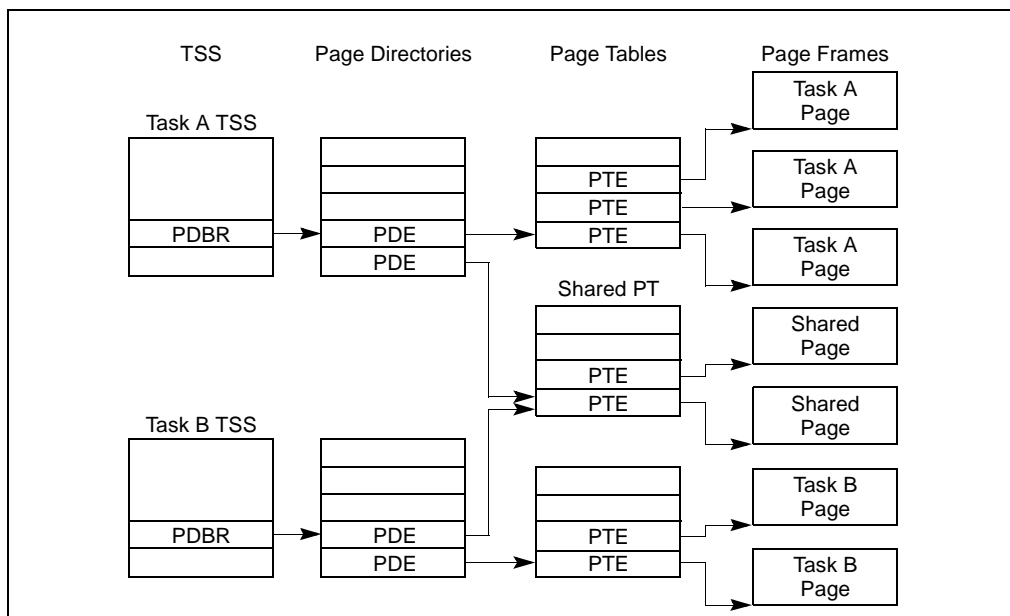 TSS
Page Directories
Page Tables
Page Frames
Task A TSS
PDBR
PDE
PDE
PTE
PTE
PTE
Task A
Page
Task A
Page
Task A
Page
Shared PT
PTE
PTE
Shared
Page
Shared
Page
Task B TSS
PDBR
PDE
PDE
PTE
PTE
Task B
Page
Task B
Page